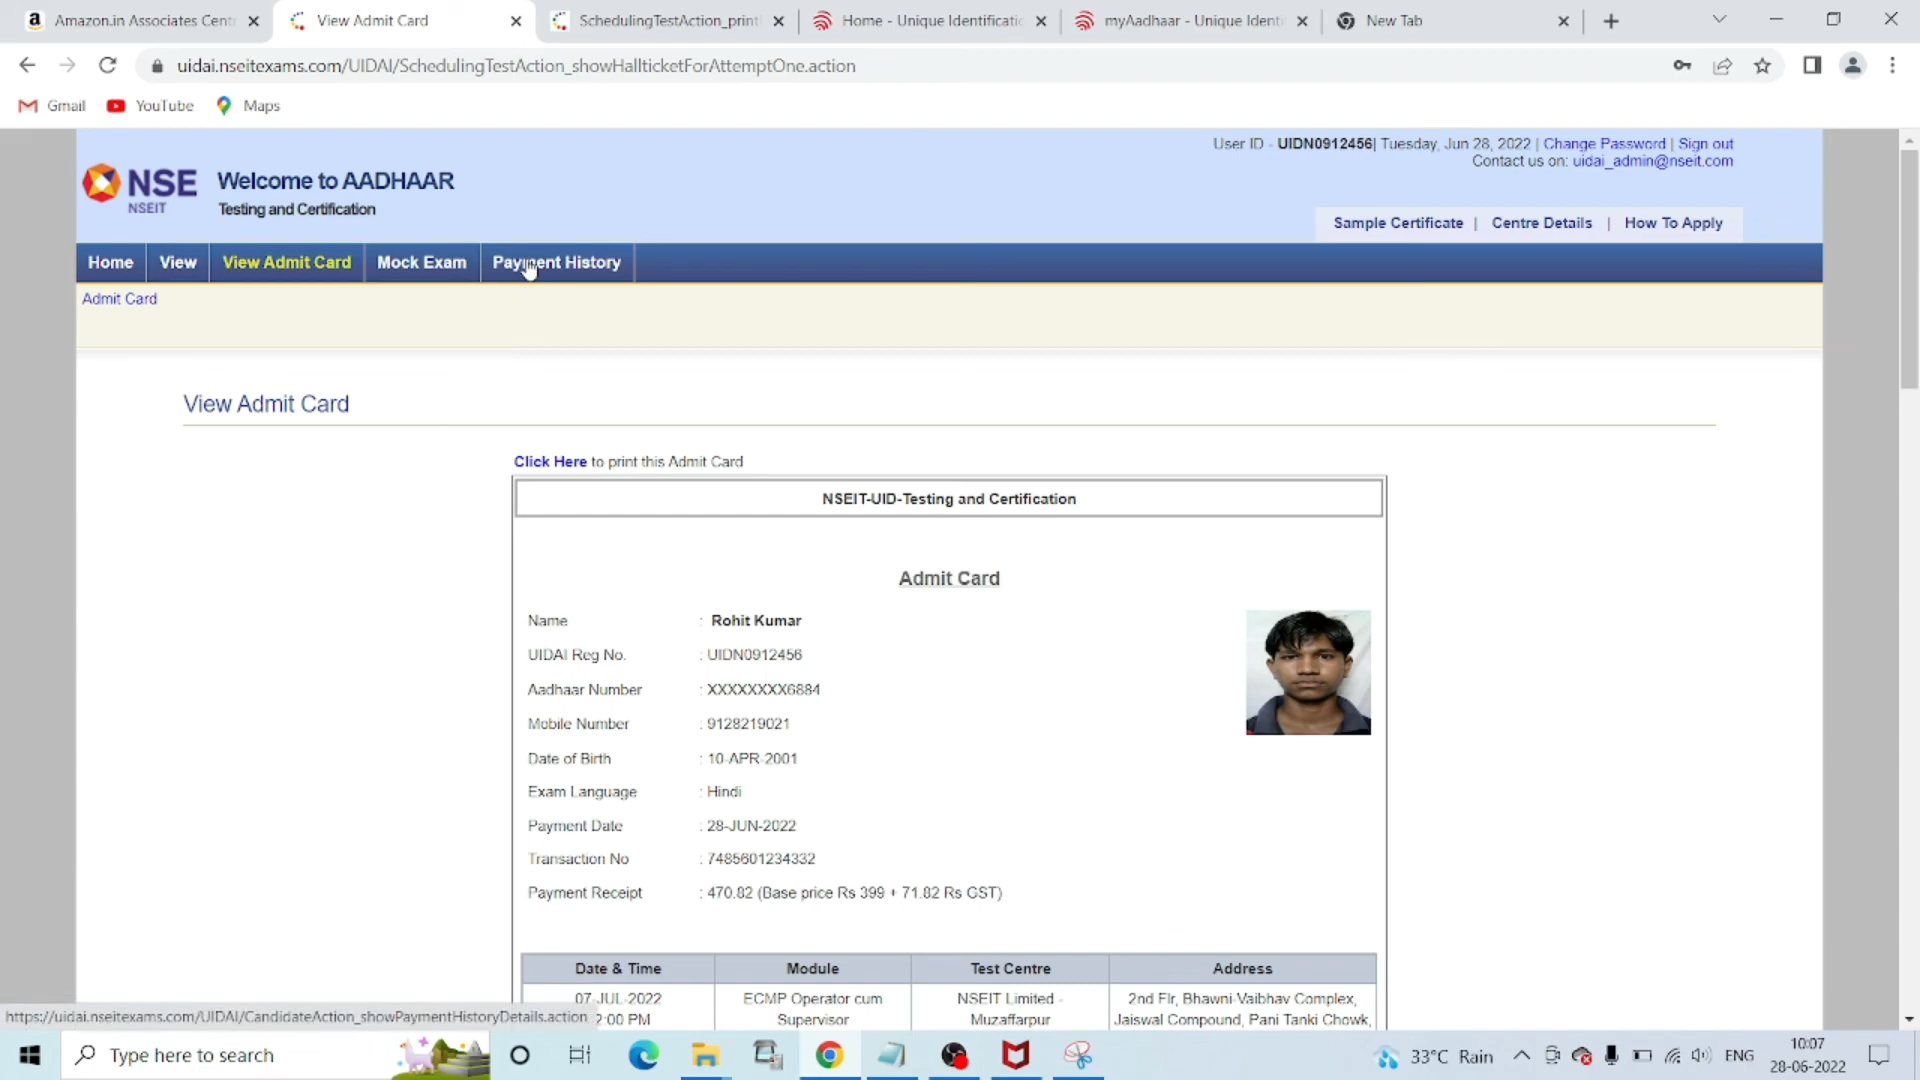 Amazon.in Associates Centr
View Admit Card
SchedulingTestAction_print
Home - Unique Identificatio
myAadhaar - Unique Identi
New Tab
uidai.nseitexams.com/UIDAI/SchedulingTestAction_showHallticketForAttemptOne.action
Gmail YouTube Maps
User ID - UIDN0912456| Tuesday, Jun 28, 2022 | Change Password | Sign out
Contact us on: uidai_admin@nseit.com
NSE
NSEIT
Welcome to AADHAAR
Testing and Certification
Sample Certificate | Centre Details | How To Apply
Home View View Admit Card Mock Exam Payment History
Admit Card
View Admit Card
Click Here to print this Admit Card
NSEIT-UID-Testing and Certification
Admit Card
Name : Rohit Kumar
UIDAI Reg No. : UIDN0912456
Aadhaar Number : XXXXXXXX6884
Mobile Number : 9128219021
Date of Birth : 10-APR-2001
Exam Language : Hindi
Payment Date : 28-JUN-2022
Transaction No : 7485601234332
Payment Receipt : 470.82 (Base price Rs 399 + 71.82 Rs GST)
Date & Time Module Test Centre Address
07-JUL-2022 ECMP Operator cum NSEIT Limited - 2nd Flr, Bhawni-Vaibhav Complex,
2:00 PM Supervisor Muzaffarpur Jaiswal Compound, Pani Tanki Chowk,
https://uidai.nseitexams.com/UIDAI/CandidateAction_showPaymentHistoryDetails.action
Type here to search
33°C Rain
ENG
10:07
28-06-2022